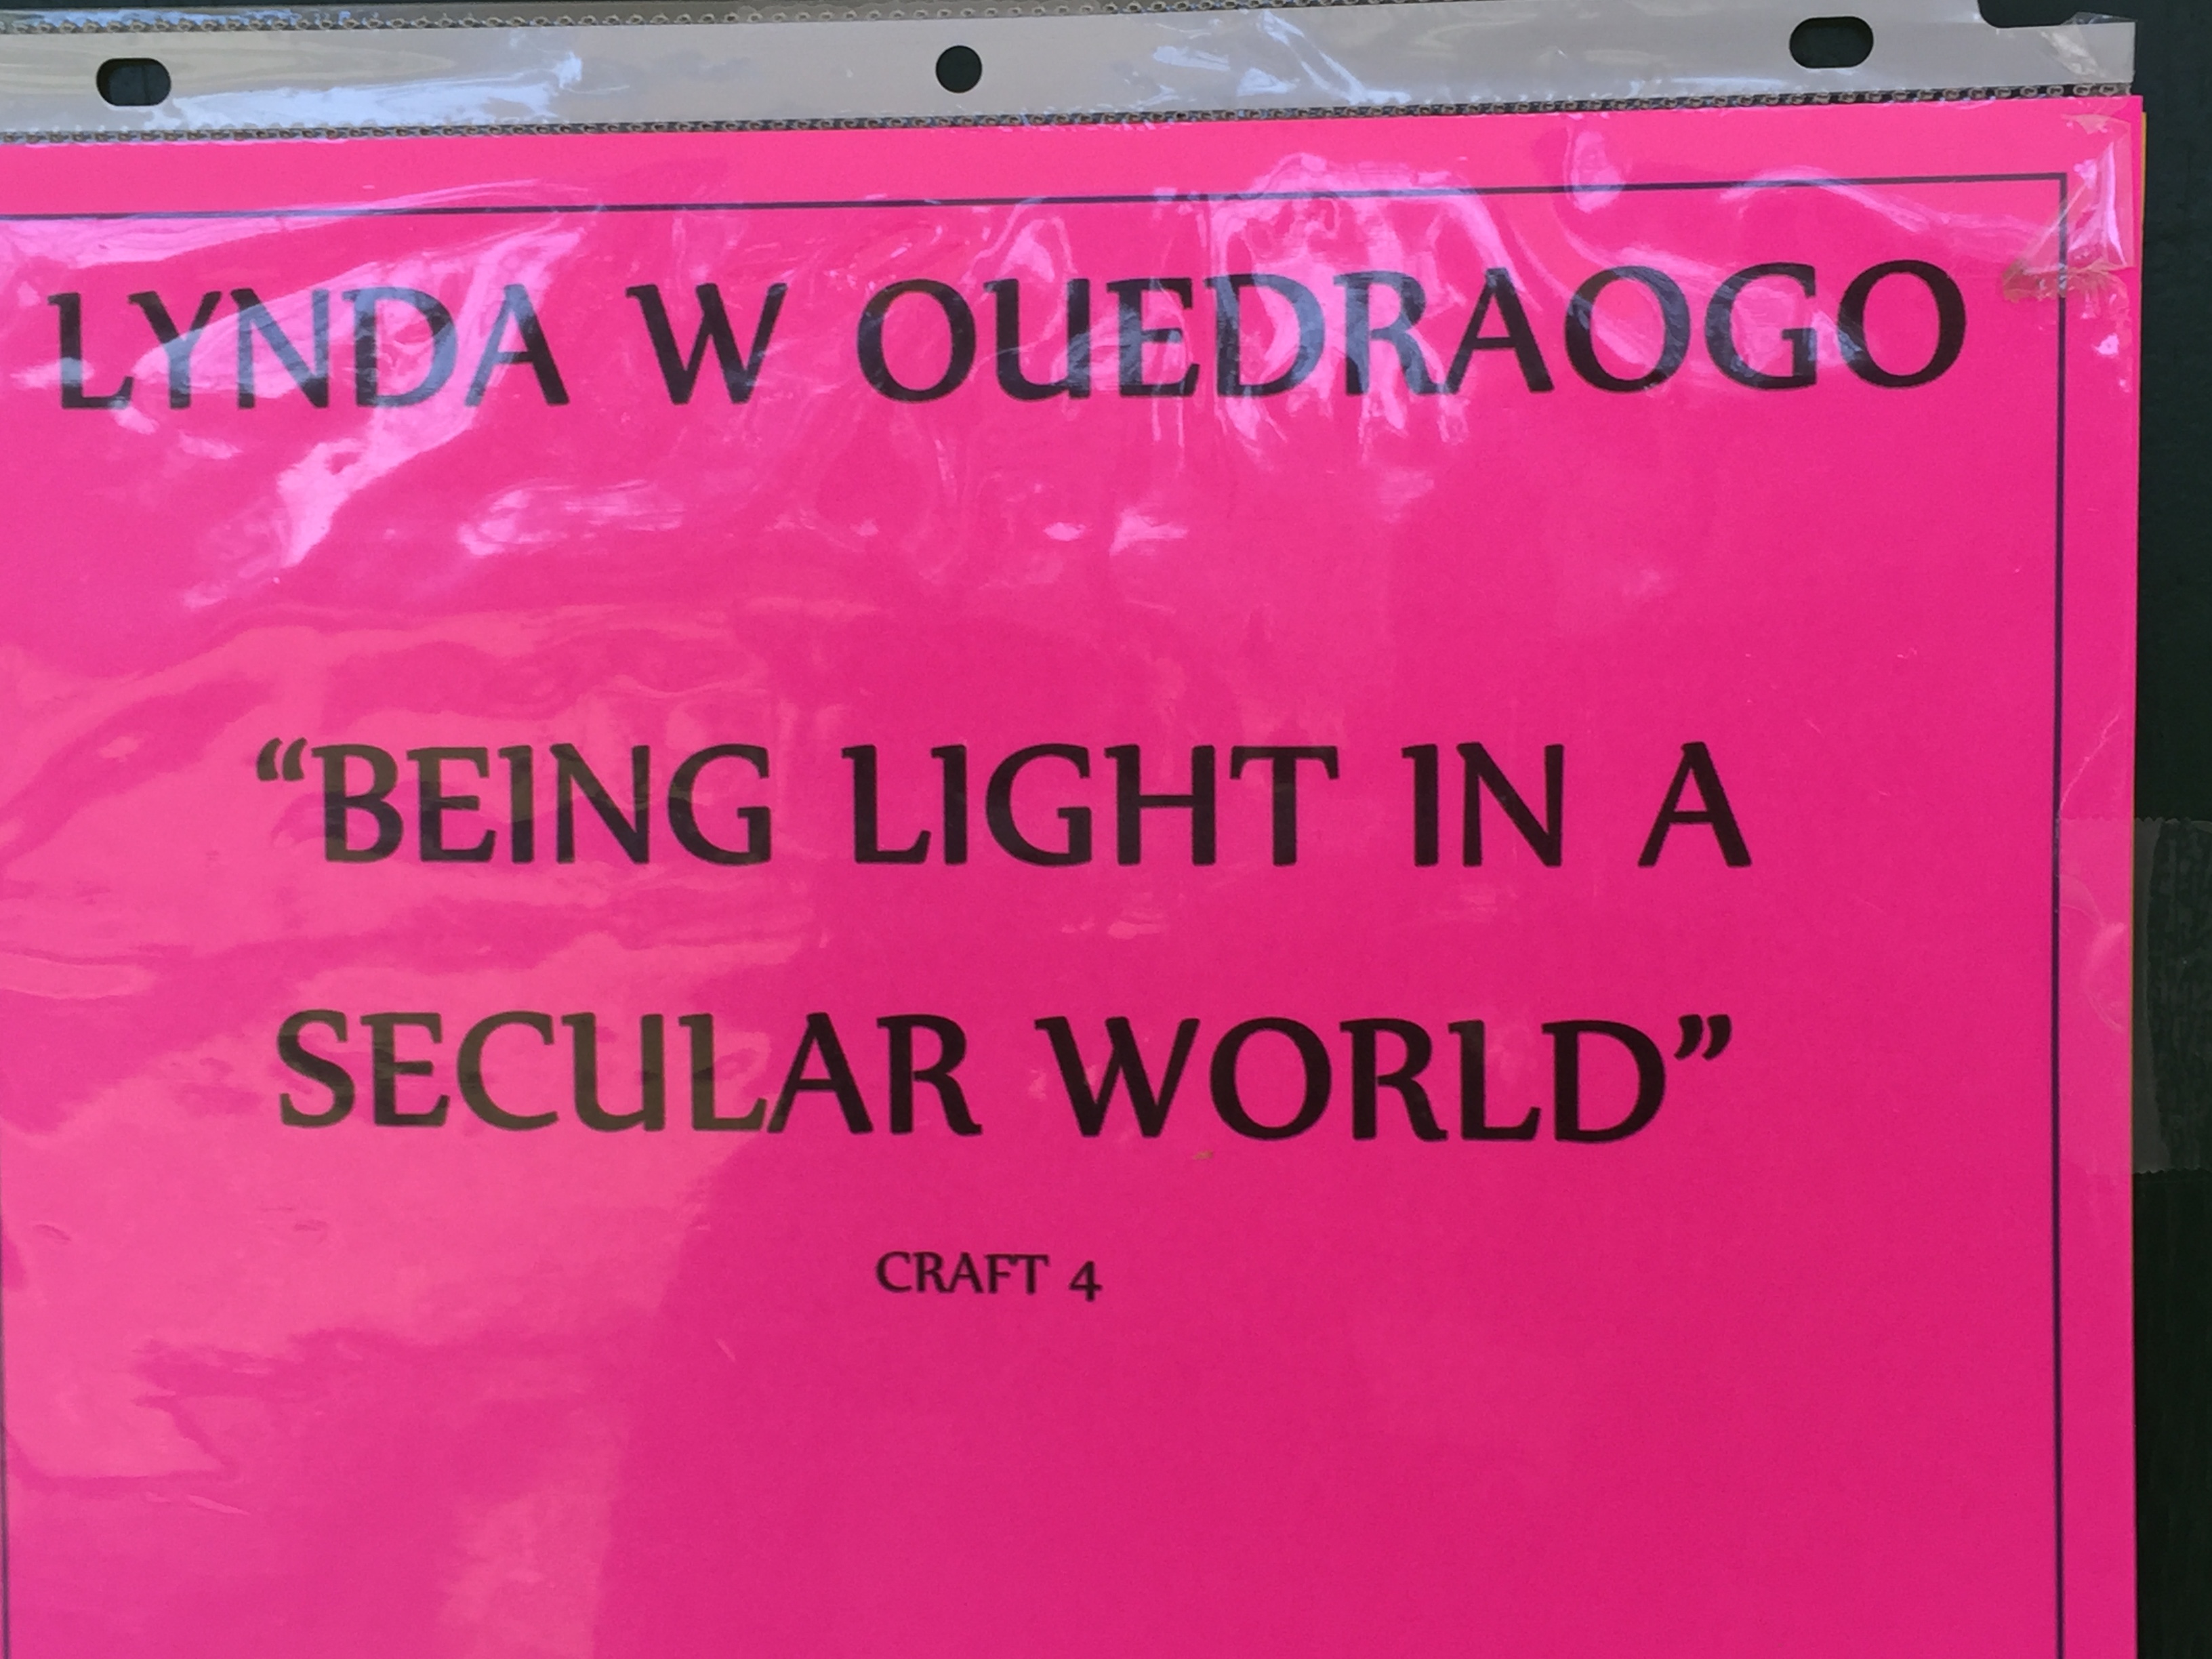 LYNDA W OUEDRAOGO
“BEING LIGHT IN A
SECULAR WORLD”
CRAFT 4